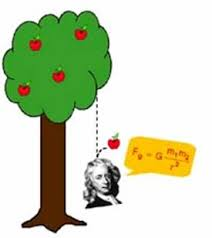 F_g = G m₁m₂/r²